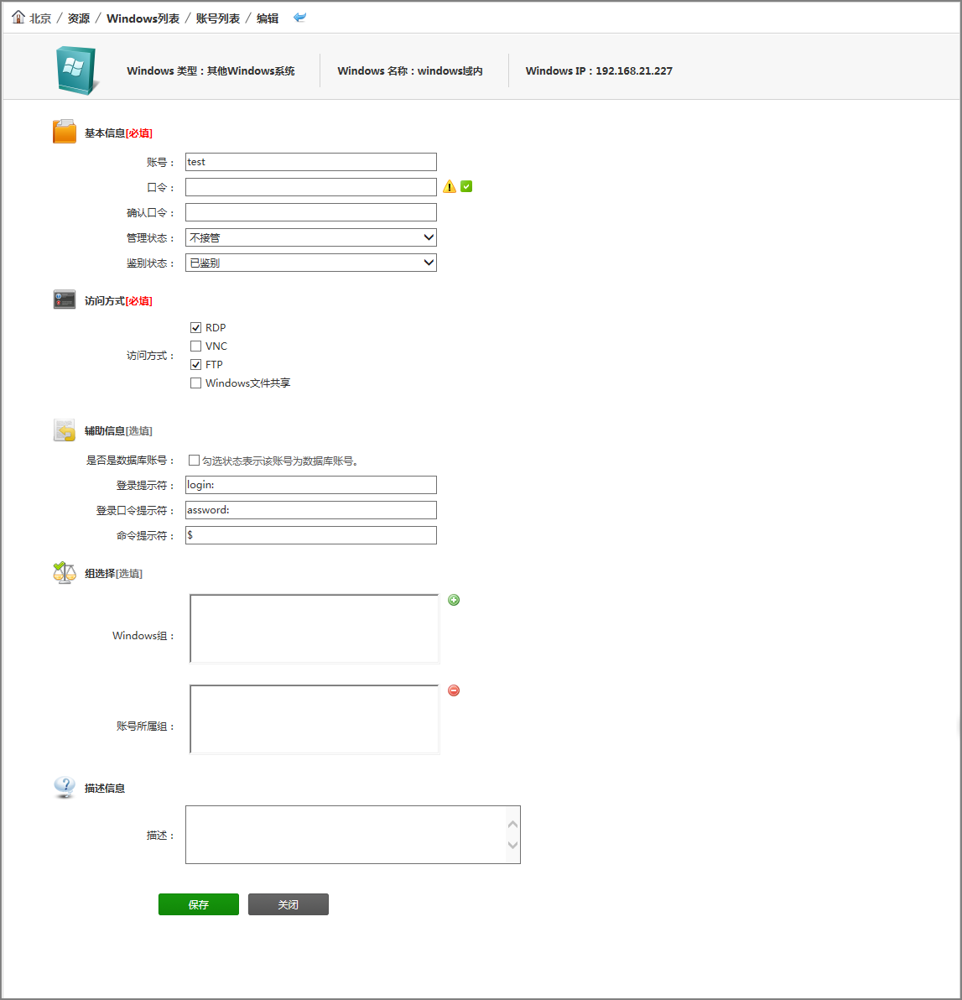 北京 / 资源 / Windows列表 / 账号列表 / 编辑
Windows 类型：其他Windows系统 Windows 名称：windows域内 Windows IP：192.168.21.227
基本信息[必填]
账号： test
口令：
确认口令：
管理状态： 不接管
鉴别状态： 已鉴别
访问方式[必填]
RDP
VNC
访问方式：
FTP
Windows文件共享
辅助信息[选填]
是否是数据库账号： 勾选状态表示该账号为数据库账号。
登录提示符： login:
登录口令提示符： assword:
命令提示符： $
组选择[选填]
Windows组：
账号所属组：
描述信息
描述：
保存 关闭